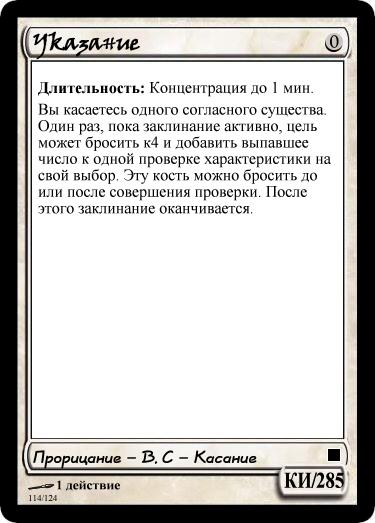 Указание 0
Длительность: Концентрация до 1 мин.
Вы касаетесь одного согласного существа.
Один раз, пока заклинание активно, цель
может бросить к4 и добавить выпавшее
число к одной проверке характеристики на
свой выбор. Эту кость можно бросить до
или после совершения проверки. После
этого заклинание оканчивается.
Прорицание – В, С – Касание
1 действие
КИ/285
114/124